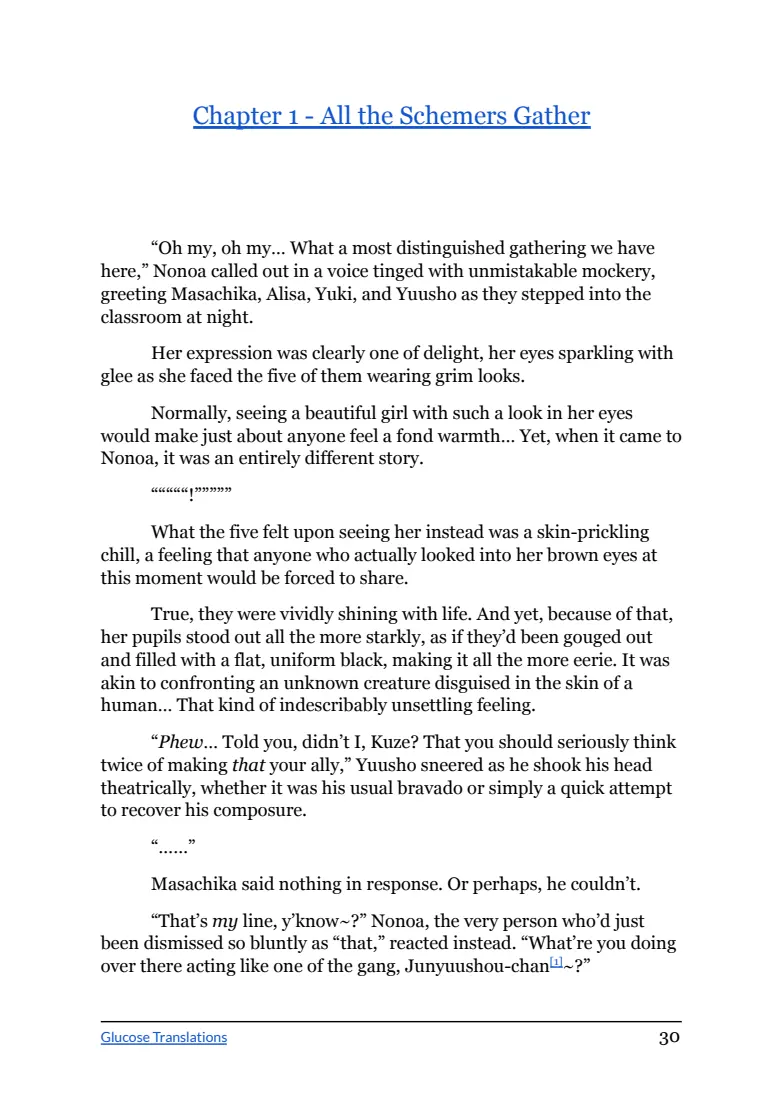 Chapter 1 - All the Schemers Gather
“Oh my, oh my… What a most distinguished gathering we have
here,” Nonoa called out in a voice tinged with unmistakable mockery,
greeting Masachika, Alisa, Yuki, and Yuusho as they stepped into the
classroom at night.
Her expression was clearly one of delight, her eyes sparkling with
glee as she faced the five of them wearing grim looks.
Normally, seeing a beautiful girl with such a look in her eyes
would make just about anyone feel a fond warmth… Yet, when it came to
Nonoa, it was an entirely different story.
“““““!”””””
What the five felt upon seeing her instead was a skin-prickling
chill, a feeling that anyone who actually looked into her brown eyes at
this moment would be forced to share.
True, they were vividly shining with life. And yet, because of that,
her pupils stood out all the more starkly, as if they’d been gouged out
and filled with a flat, uniform black, making it all the more eerie. It was
akin to confronting an unknown creature disguised in the skin of a
human… That kind of indescribably unsettling feeling.
“Phew… Told you, didn’t I, Kuze? That you should seriously think
twice of making that your ally,” Yuusho sneered as he shook his head
theatrically, whether it was his usual bravado or simply a quick attempt
to recover his composure.
“……”
Masachika said nothing in response. Or perhaps, he couldn’t.
“That’s my line, y’know~?” Nonoa, the very person who’d just
been dismissed so bluntly as “that,” reacted instead. “What’re you doing
over there acting like one of the gang, Junyuushou-chan[1]~?”
Glucose Translations
30